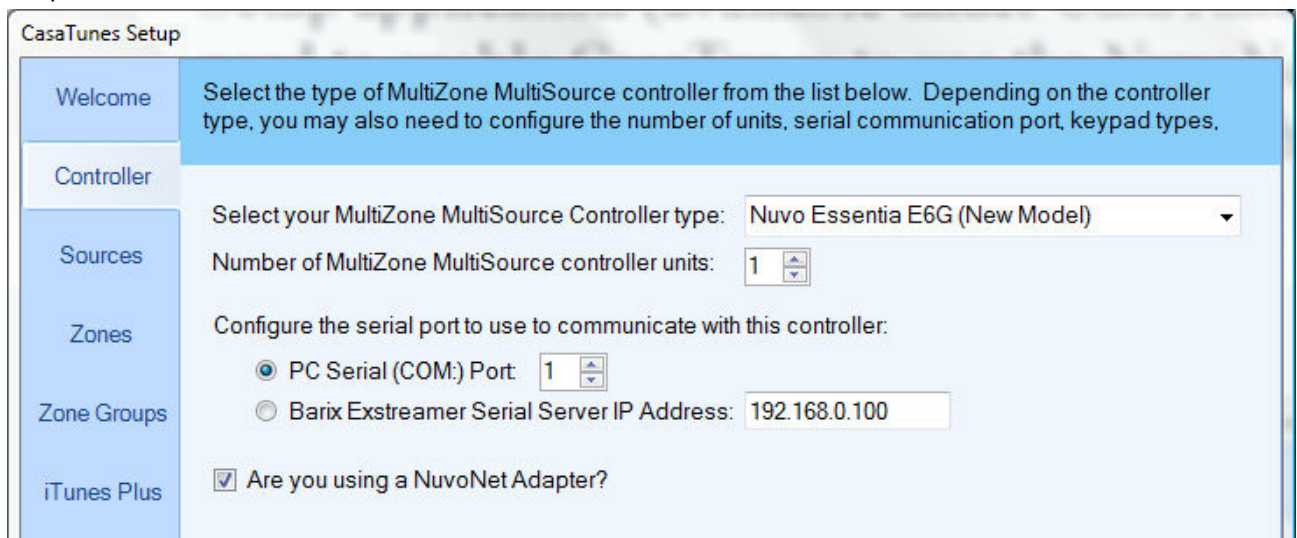 CasaTunes Setup
Welcome
Select the type of MultiZone MultiSource controller from the list below. Depending on the controller
type, you may also need to configure the number of units, serial communication port, keypad types,
Controller
Select your MultiZone MultiSource Controller type: Nuvo Essentia E6G (New Model)
Sources
Number of MultiZone MultiSource controller units: 1
Zones
Configure the serial port to use to communicate with this controller:
PC Serial (COM:) Port: 1
Zone Groups
Barix Exstreamer Serial Server IP Address: 192.168.0.100
iTunes Plus
Are you using a NuvoNet Adapter?